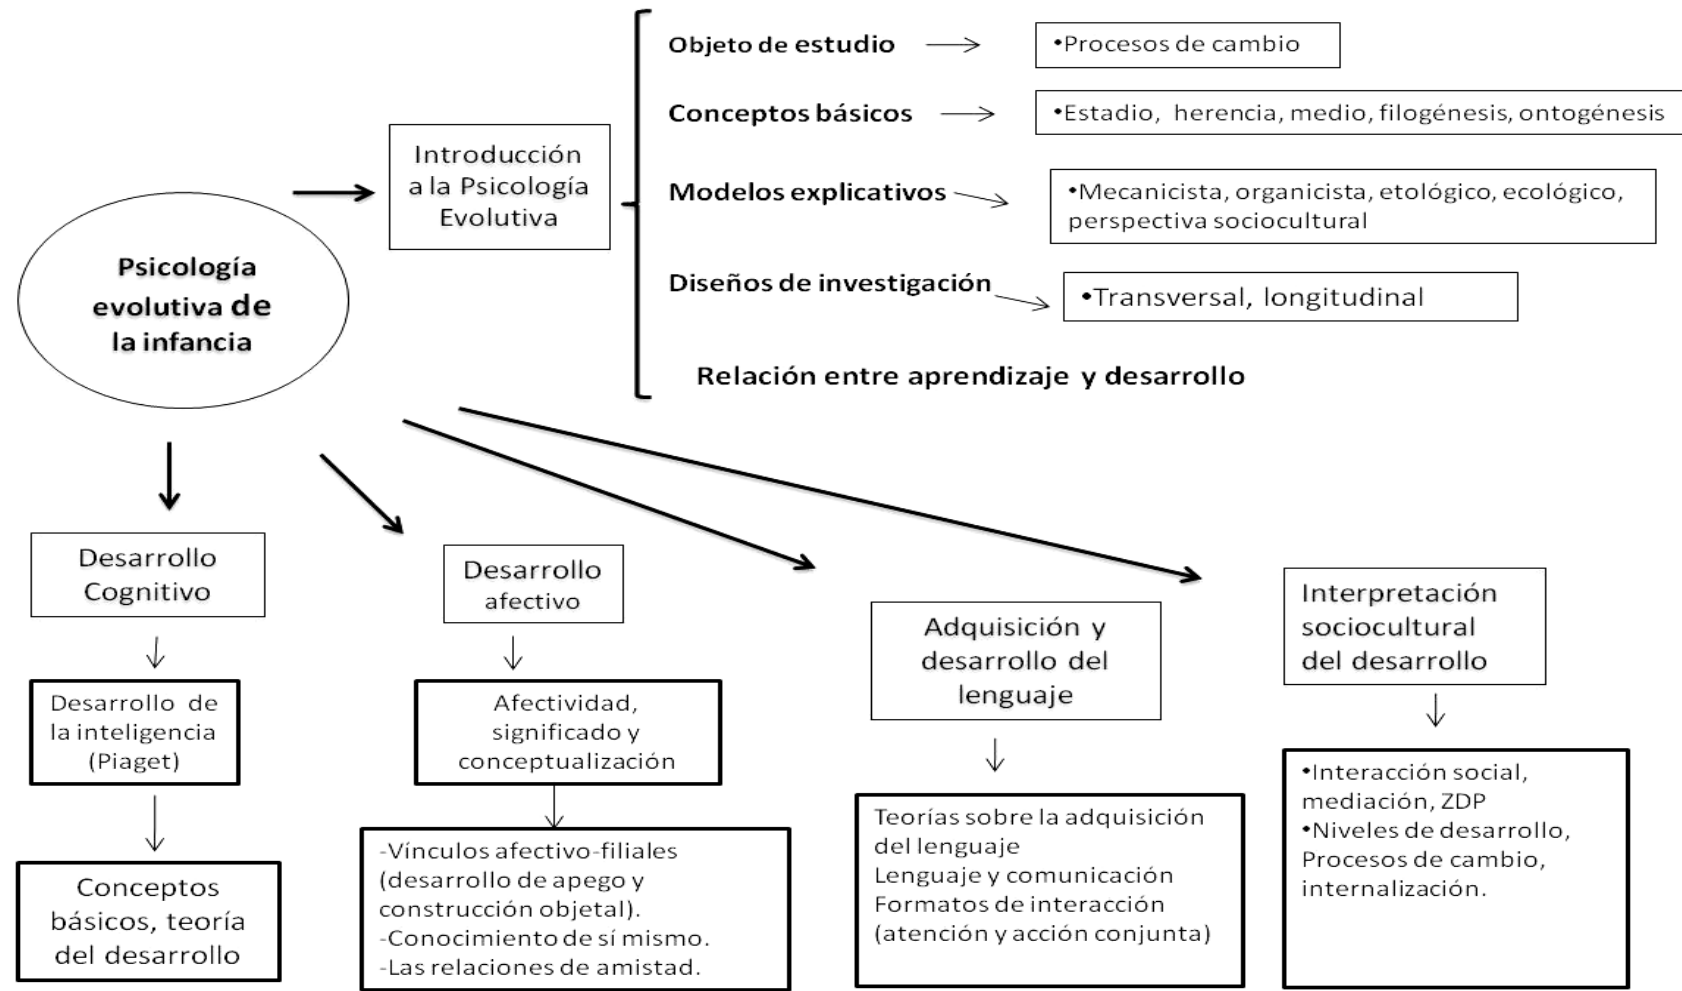 Psicología
evolutiva de
la infancia
Introducción
a la Psicología
Evolutiva
Objeto de estudio
•Procesos de cambio
Conceptos básicos
•Estadio, herencia, medio, filogénesis, ontogénesis
Modelos explicativos
•Mecanicista, organicista, etológico, ecológico,
perspectiva sociocultural
Diseños de investigación
•Transversal, longitudinal
Relación entre aprendizaje y desarrollo
Desarrollo
Cognitivo
Desarrollo de
la inteligencia
(Piaget)
Conceptos
básicos, teoría
del desarrollo
Desarrollo
afectivo
Afectividad,
significado y
conceptualización
-Vínculos afectivo-filiales
(desarrollo de apego y
construcción objetal).
-Conocimiento de sí mismo.
-Las relaciones de amistad.
Adquisición y
desarrollo del
lenguaje
Teorías sobre la adquisición
del lenguaje
Lenguaje y comunicación
Formatos de interacción
(atención y acción conjunta)
Interpretación
sociocultural
del desarrollo
•Interacción social,
mediación, ZDP
•Niveles de desarrollo,
Procesos de cambio,
internalización.